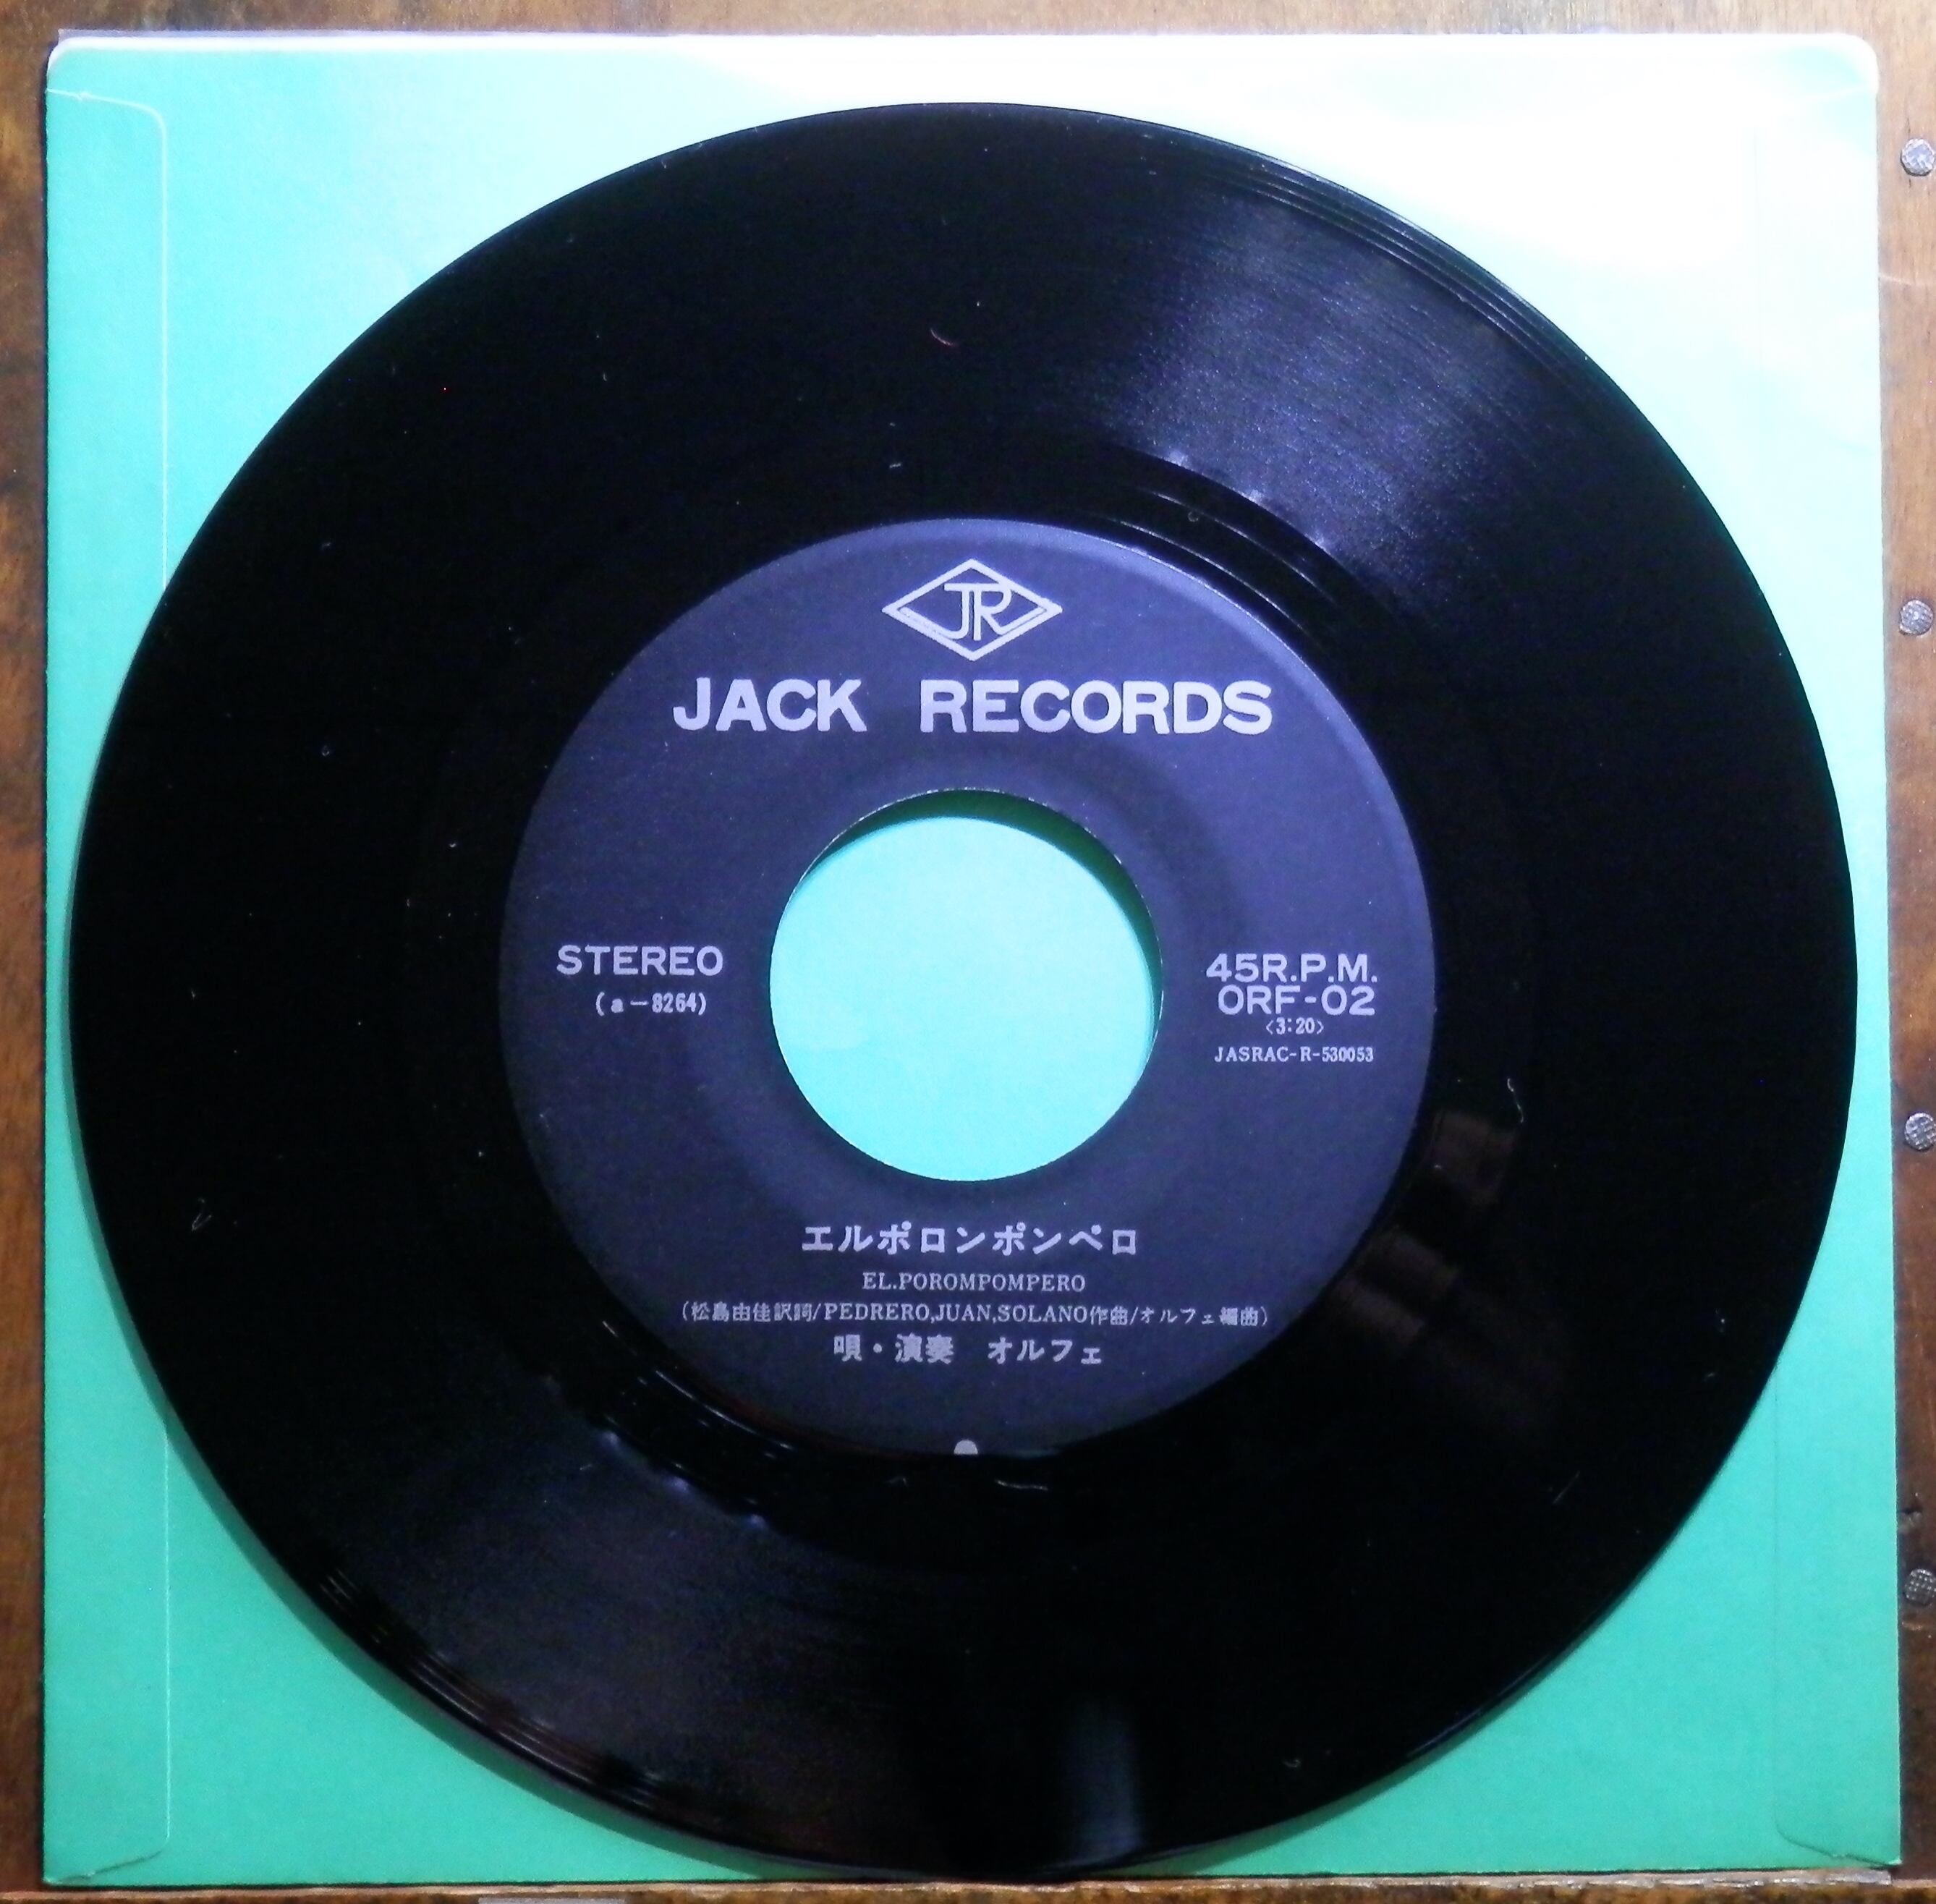 JR
JACK RECORDS
STEREO
(a-8264)
45R.P.M.
ORF-02
<3:20>
JASRAC-R-530053
エルポロンポンペロ
EL.POROMPOMPERO
(松島由佳訳詞/PEDRERO,JUAN,SOLANO作曲/オルフェ編曲)
唄・演奏 オルフェ